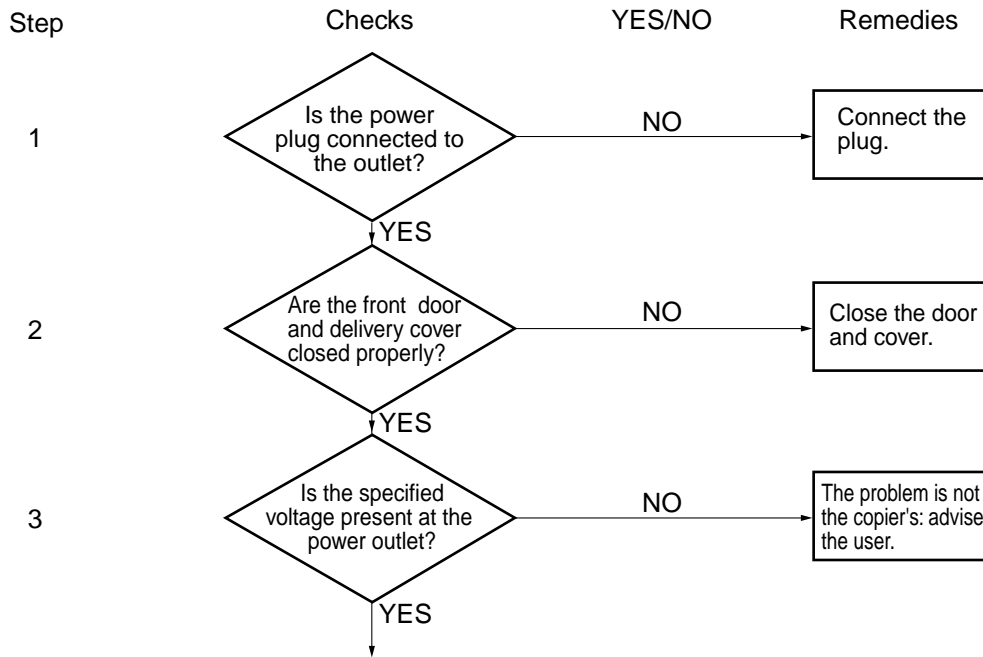 Step Checks YES/NO Remedies
1
Is the power
plug connected to
the outlet?
NO
Connect the
plug.
YES
2
Are the front door
and delivery cover
closed properly?
NO
Close the door
and cover.
YES
3
Is the specified
voltage present at the
power outlet?
NO
The problem is not
the copier's: advise
the user.
YES